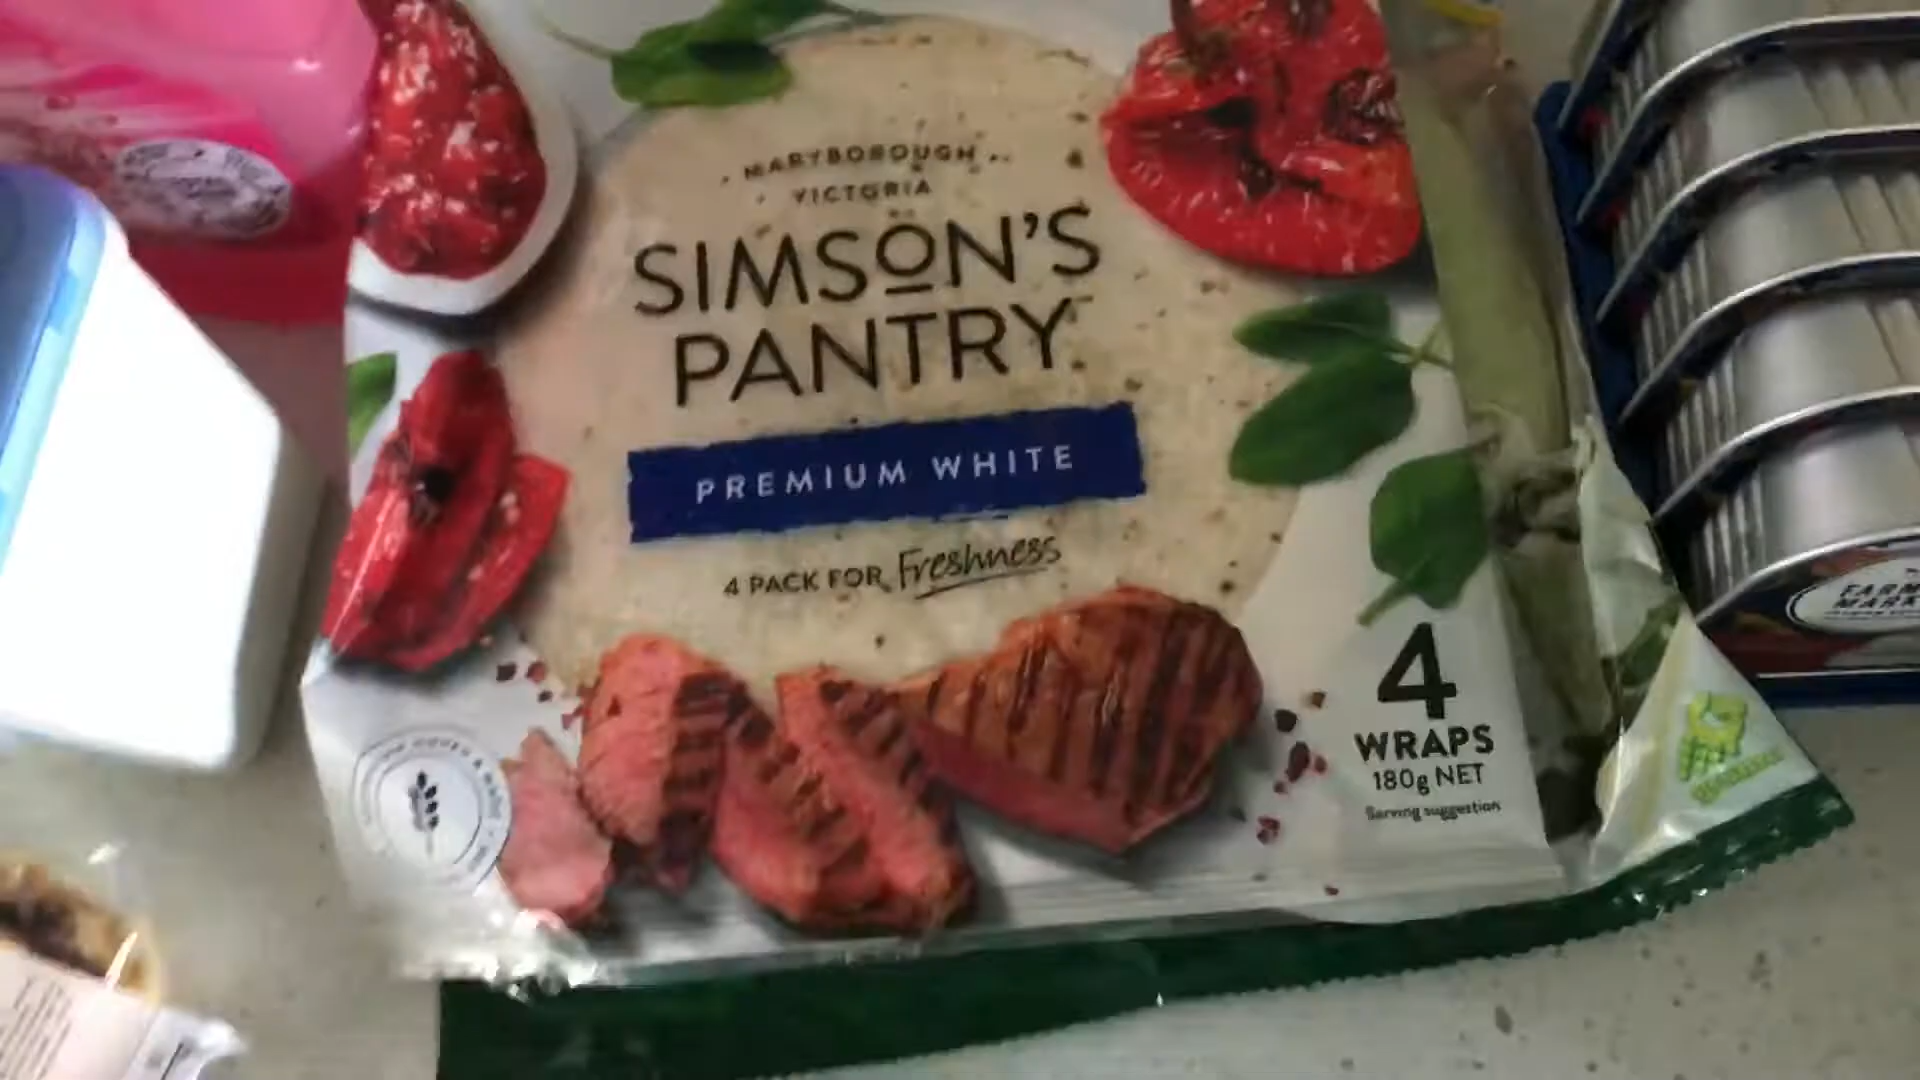 MARYBOROUGH
VICTORIA
SIMSON'S
PANTRY
PREMIUM WHITE
4 PACK FOR Freshness
4
WRAPS
180g NET
Serving suggestion